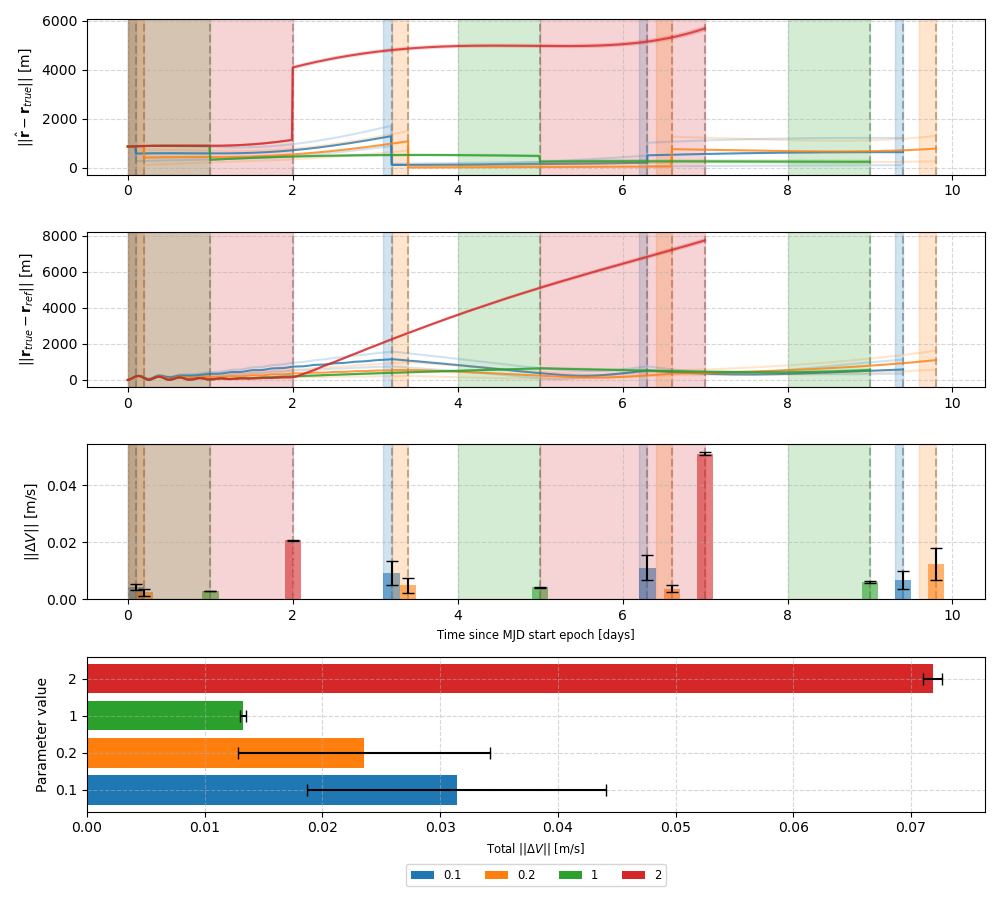 ||r̂ − r_true|| [m]
6000
4000
2000
0
0 2 4 6 8 10
||r_true − r_ref|| [m]
8000
6000
4000
2000
0
0 2 4 6 8 10
||ΔV|| [m/s]
0.04
0.02
0.00
0 2 4 6 8 10
Time since MJD start epoch [days]
Parameter value
2
1
0.2
0.1
0.00 0.01 0.02 0.03 0.04 0.05 0.06 0.07
Total ||ΔV|| [m/s]
0.1 0.2 1 2